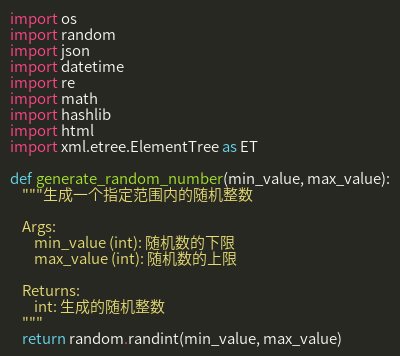 import os
import random
import json
import datetime
import re
import math
import hashlib
import html
import xml.etree.ElementTree as ET

def generate_random_number(min_value, max_value):
    """生成一个指定范围内的随机整数

    Args:
        min_value (int): 随机数的下限
        max_value (int): 随机数的上限

    Returns:
        int: 生成的随机整数
    """
    return random.randint(min_value, max_value)